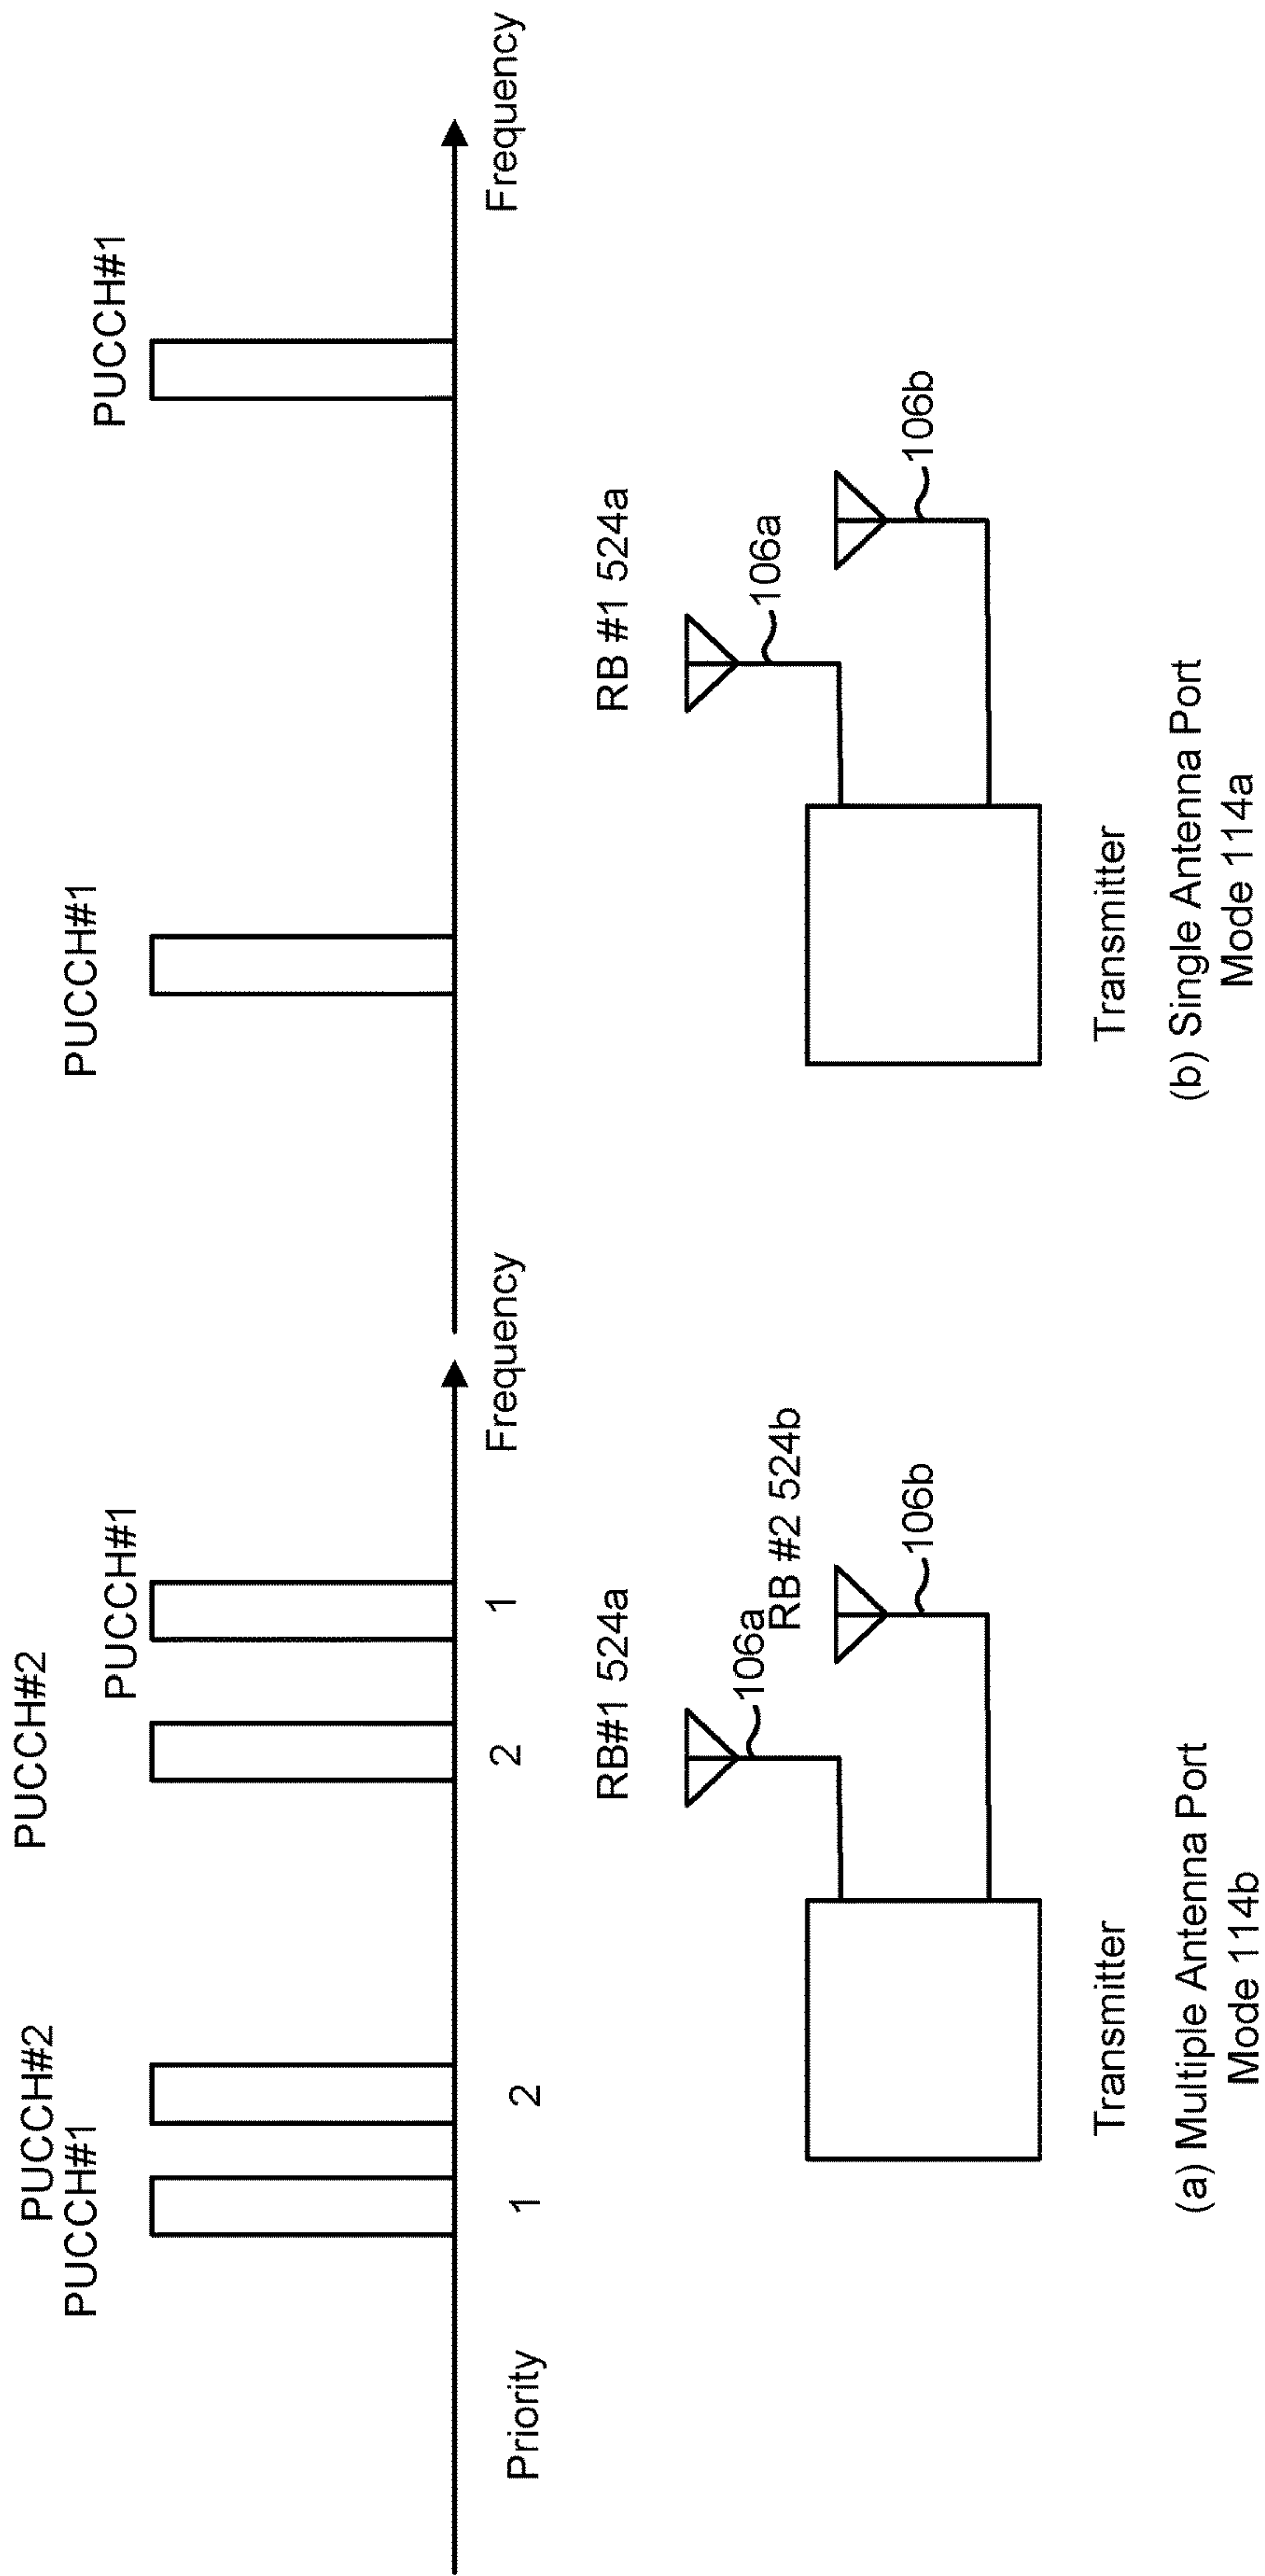 PUCCH#2
PUCCH#1
PUCCH#2
PUCCH#1
Priority
1
2
2
1
Frequency
RB#1 524a
106a
RB #2 524b
106b
Transmitter
(a) Multiple Antenna Port
Mode 114b
PUCCH#1
PUCCH#1
Frequency
RB #1 524a
106a
106b
Transmitter
(b) Single Antenna Port
Mode 114a